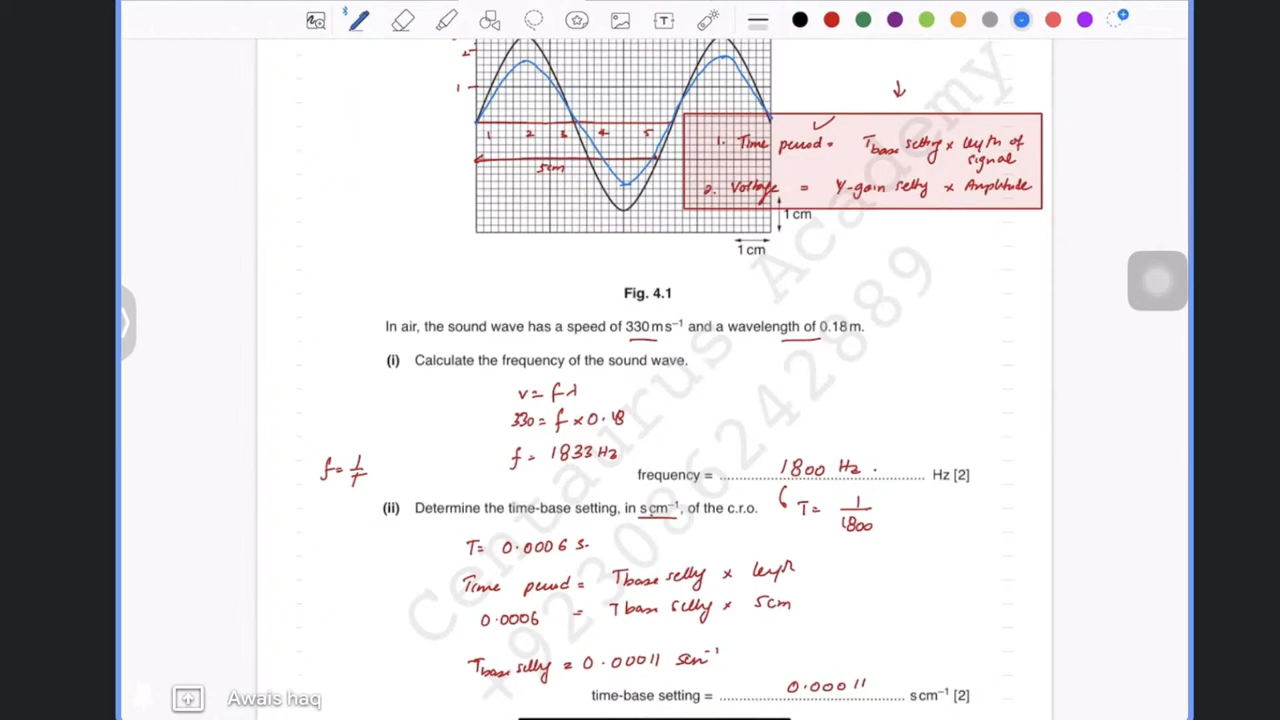 T
2
1
1 2 3 4 5
5cm
1. Time period = Tbase setting × length of signal
2. Voltage = Y-gain setting × Amplitude
1 cm
1 cm
Fig. 4.1
In air, the sound wave has a speed of 330 m s⁻¹ and a wavelength of 0.18 m.
(i) Calculate the frequency of the sound wave.
v = fλ
330 = f × 0.18
f = 1833 Hz
f = 1/T
frequency = 1800 Hz. Hz [2]
(ii) Determine the time-base setting, in s cm⁻¹, of the c.r.o.
T = 1/1800
T = 0.0006 s.
Time period = Tbase setting × length
0.0006 = Tbase setting × 5cm
Tbase setting = 0.00011 scm⁻¹
time-base setting = 0.00011 s cm⁻¹ [2]
Centaurus Academy
+923086242889
Awais haq